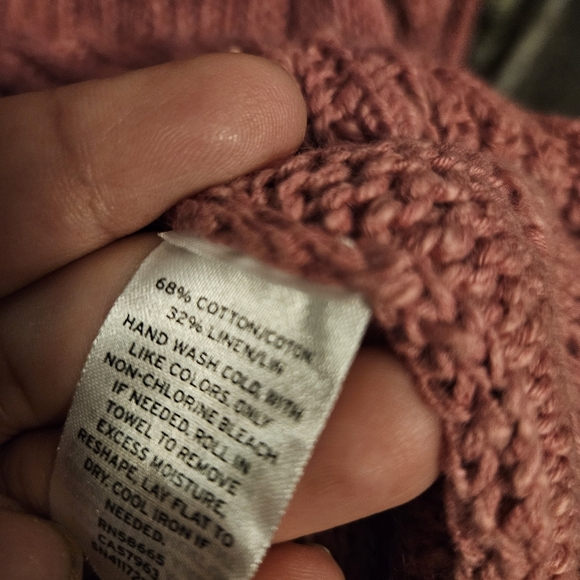 68% COTTON/COTON,
32% LINEN/LIN
HAND WASH COLD, WITH
LIKE COLORS. ONLY
NON-CHLORINE BLEACH
IF NEEDED. ROLL IN
TOWEL TO REMOVE
EXCESS MOISTURE.
RESHAPE, LAY FLAT TO
DRY. COOL IRON IF
NEEDED.
RN58665
CA57963